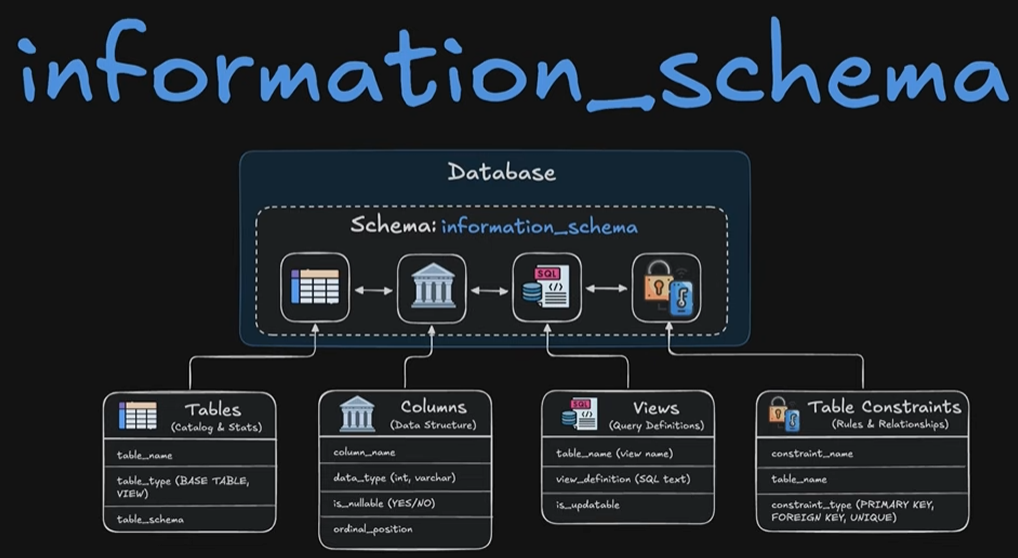 information_schema
Database
Schema: information_schema
SQL
</>
Tables
(Catalog & Stats)
table_name
table_type (BASE TABLE,
VIEW)
table_schema
Columns
(Data Structure)
column_name
data_type (int, varchar)
is_nullable (YES/NO)
ordinal_position
SQL
</>
Views
(Query Definitions)
table_name (view name)
view_definition (SQL text)
is_updatable
Table Constraints
(Rules & Relationships)
constraint_name
table_name
constraint_type (PRIMARY KEY,
FOREIGN KEY, UNIQUE)